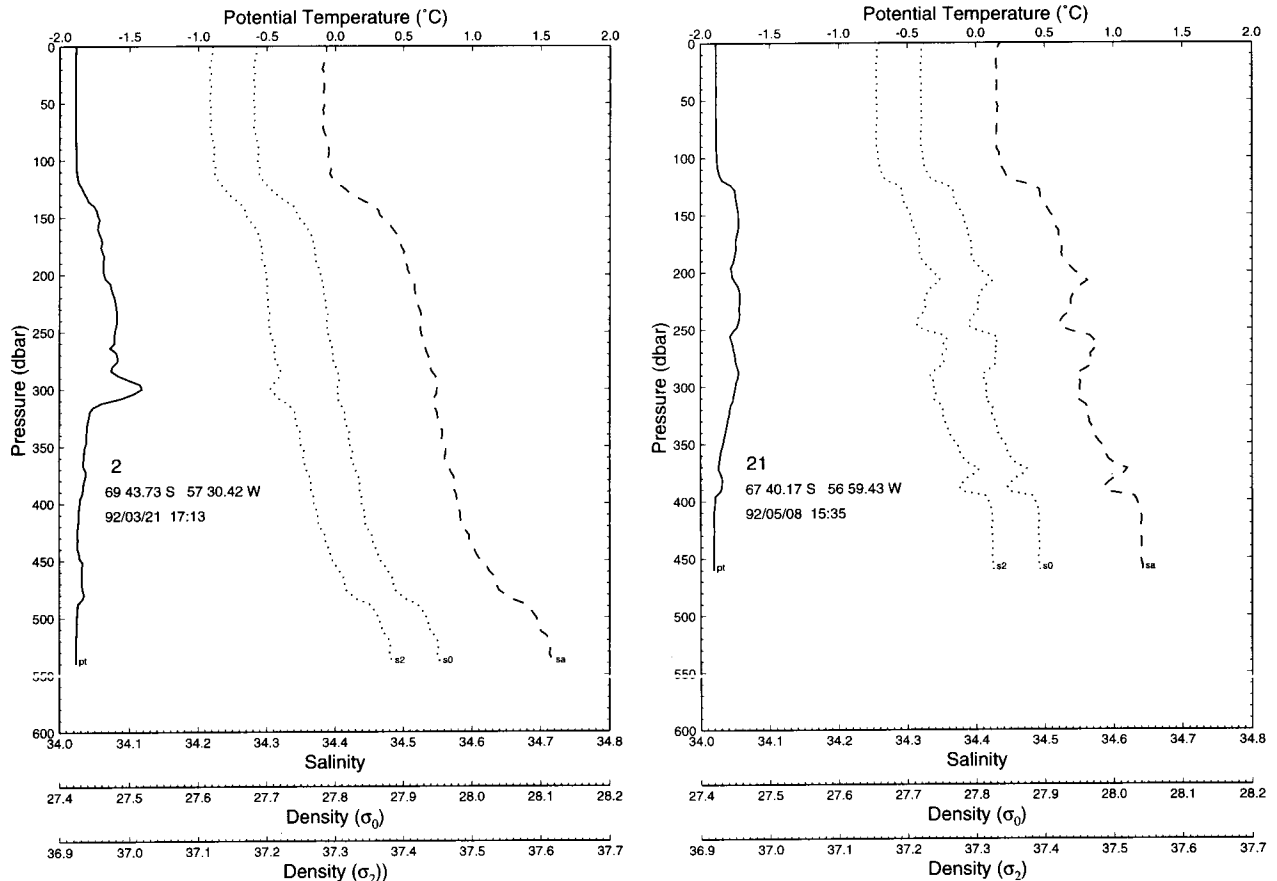 Potential Temperature (˚C)
-2.0 -1.5 -1.0 -0.5 0.0 0.5 1.0 1.5 2.0
0
50
100
150
200
250
300
350
400
450
500
550
600
Pressure (dbar)
2
69 43.73 S 57 30.42 W
92/03/21 17:13
pt
s2
s0
sa
34.0 34.1 34.2 34.3 34.4 34.5 34.6 34.7 34.8
Salinity
27.4 27.5 27.6 27.7 27.8 27.9 28.0 28.1 28.2
Density (σ0)
36.9 37.0 37.1 37.2 37.3 37.4 37.5 37.6 37.7
Density (σ2))
Potential Temperature (˚C)
-2.0 -1.5 -1.0 -0.5 0.0 0.5 1.0 1.5 2.0
0
50
100
150
200
250
300
350
400
450
500
550
600
Pressure (dbar)
21
67 40.17 S 56 59.43 W
92/05/08 15:35
pt
s2
s0
sa
34.0 34.1 34.2 34.3 34.4 34.5 34.6 34.7 34.8
Salinity
27.4 27.5 27.6 27.7 27.8 27.9 28.0 28.1 28.2
Density (σ0)
36.9 37.0 37.1 37.2 37.3 37.4 37.5 37.6 37.7
Density (σ2)